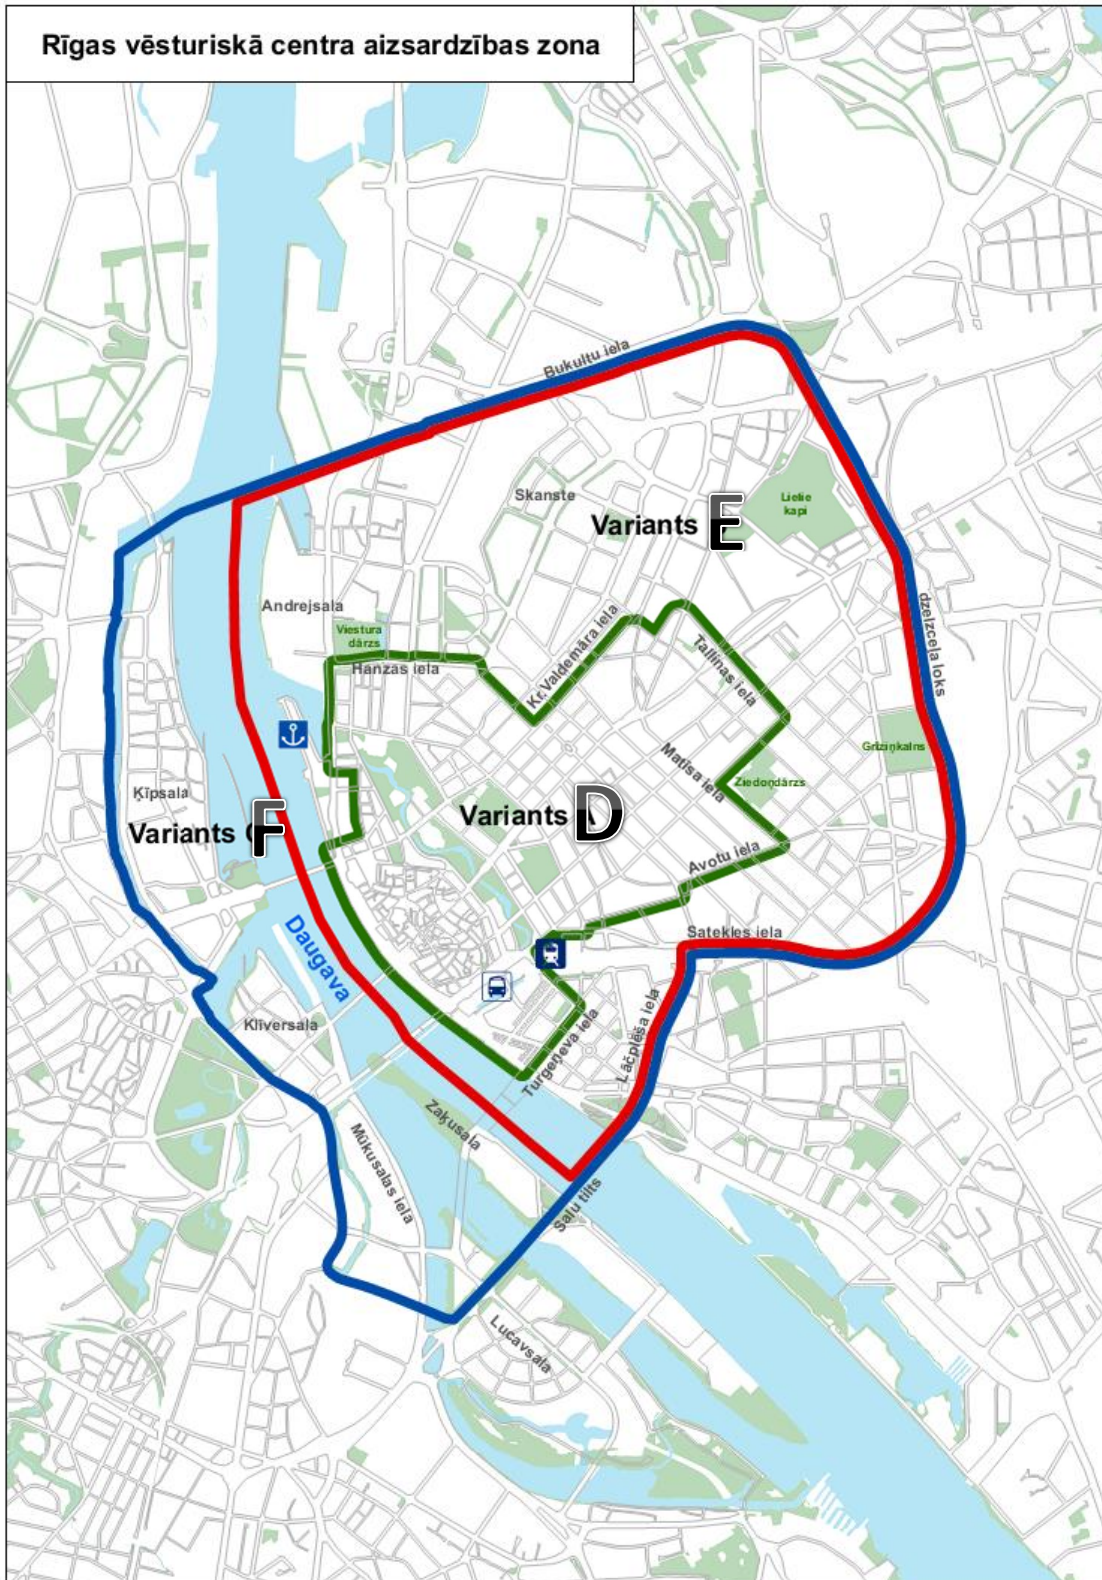 Rīgas vēsturiskā centra aizsardzības zona
Bukultu iela
Skanste
Variants E
Lielie
kapi
Andrejsala
Viestura
dārzs
Hanzas iela
Kr. Valdemāra iela
Tallinas iela
dzelzceļa loks
Grīziņkalns
Ķīpsala
Matīsa iela
Ziedoņdārzs
Variants F
Variants D
Avotu iela
Satekles iela
Daugava
Klīversala
Turgeņeva iela
Lāčplēša iela
Zaķusala
Mūkusalas iela
Salu tilts
Lucavsala